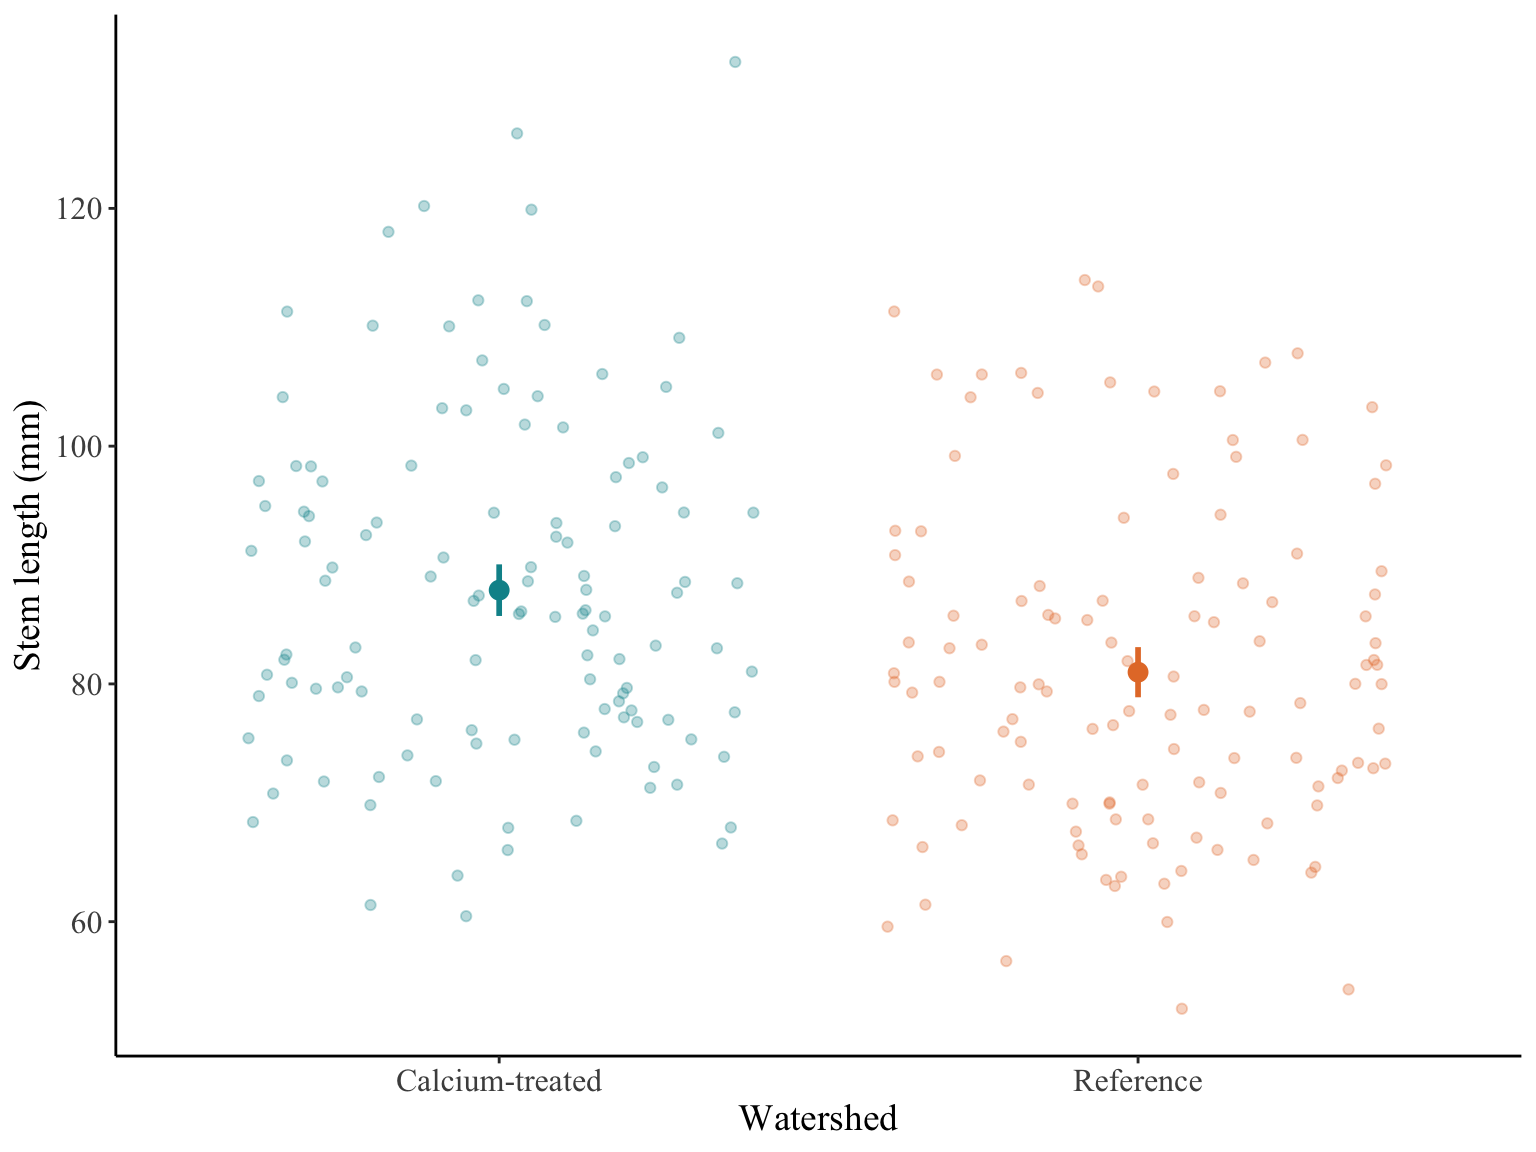 Stem length (mm)
120
100
80
60
Calcium-treated
Reference
Watershed